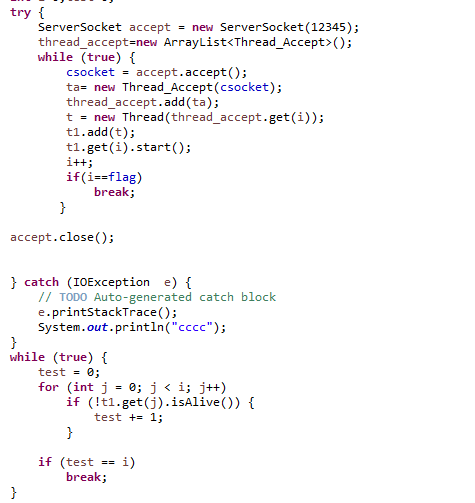 try {
ServerSocket accept = new ServerSocket(12345);
thread_accept=new ArrayList<Thread_Accept>();
while (true) {
csocket = accept.accept();
ta= new Thread_Accept(csocket);
thread_accept.add(ta);
t = new Thread(thread_accept.get(i));
t1.add(t);
t1.get(i).start();
i++;
if(i==flag)
break;
}
accept.close();
} catch (IOException  e) {
// TODO Auto-generated catch block
e.printStackTrace();
System.out.println("cccc");
}
while (true) {
test = 0;
for (int j = 0; j < i; j++)
if (!t1.get(j).isAlive()) {
test += 1;
}
if (test == i)
break;
}